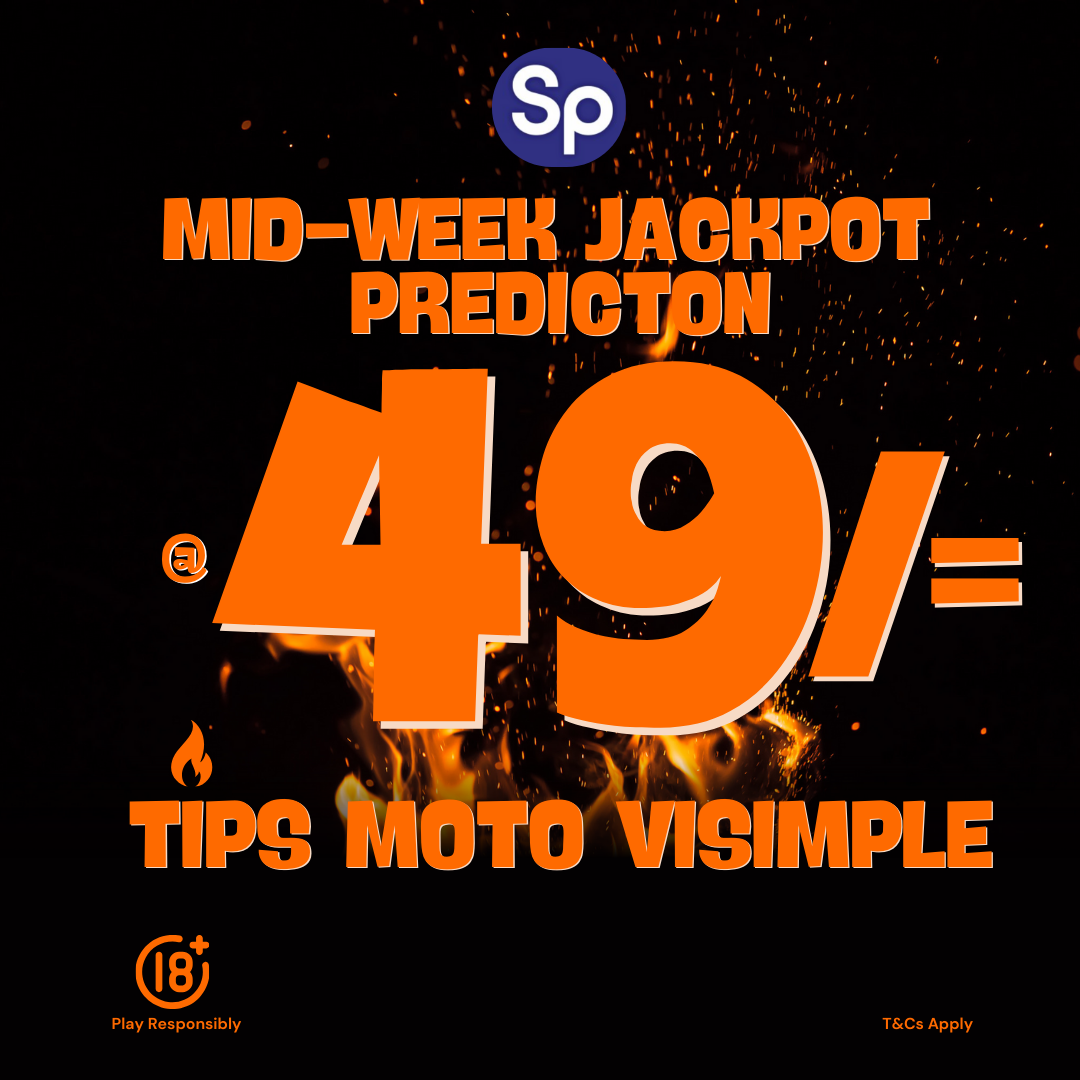 Sp
MID-WEEK JACKPOT
PREDICTON
@ 49/=
TIPS MOTO VISIMPLE
18+
Play Responsibly
T&Cs Apply